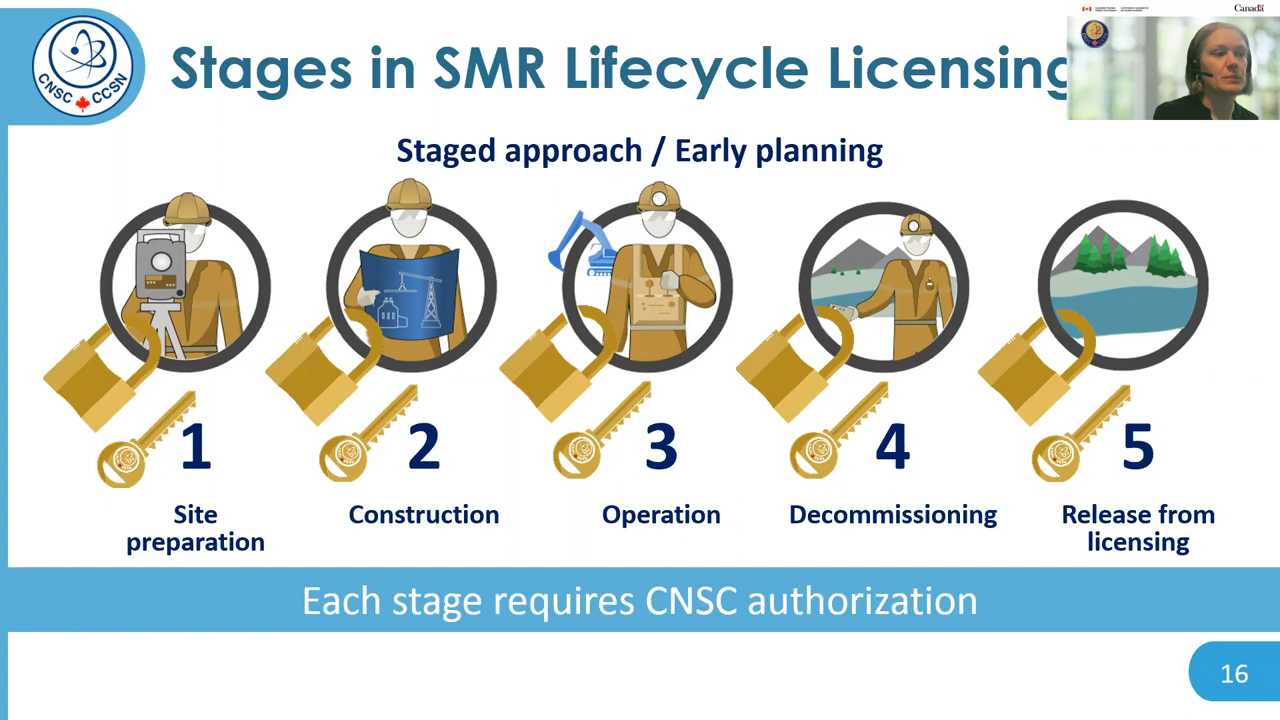 Stages in SMR Lifecycle Licensing
Canada
CNSC CCSN
Staged approach / Early planning
1
2
3
4
5
Site
preparation
Construction
Operation
Decommissioning
Release from
licensing
Each stage requires CNSC authorization
16